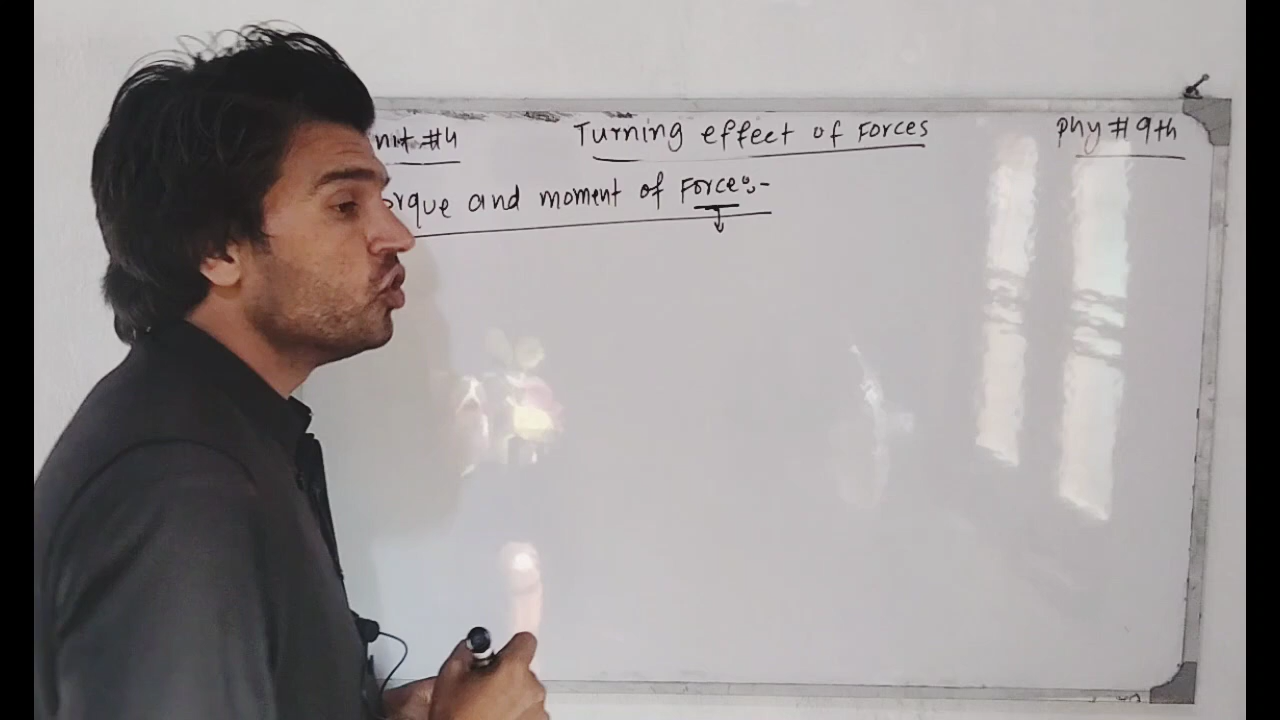 nit #4
Turning effect of Forces
Phy # 9th
orque and moment of Force:-